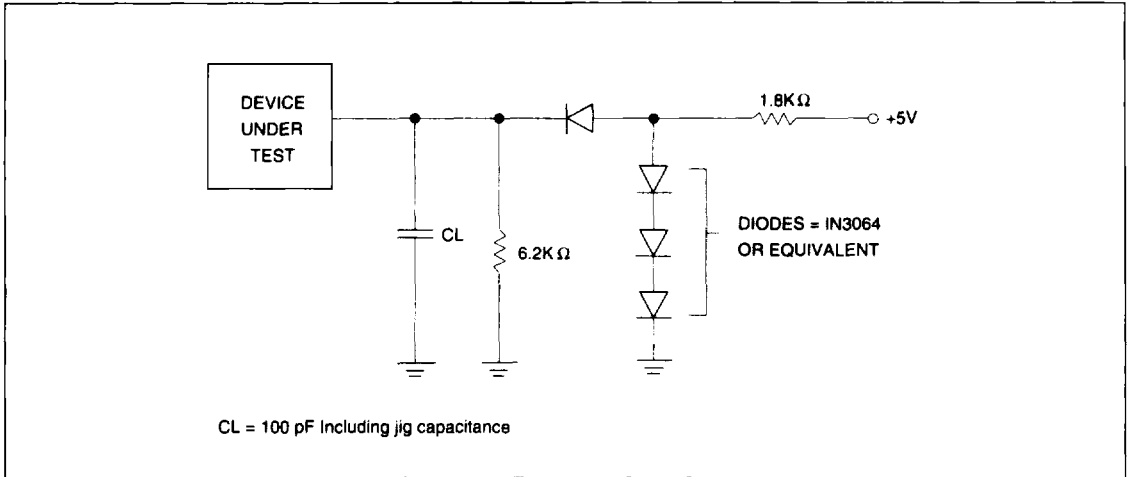 DEVICE
UNDER
TEST
1.8KΩ
+5V
CL
6.2KΩ
DIODES = IN3064
OR EQUIVALENT
CL = 100 pF Including jig capacitance